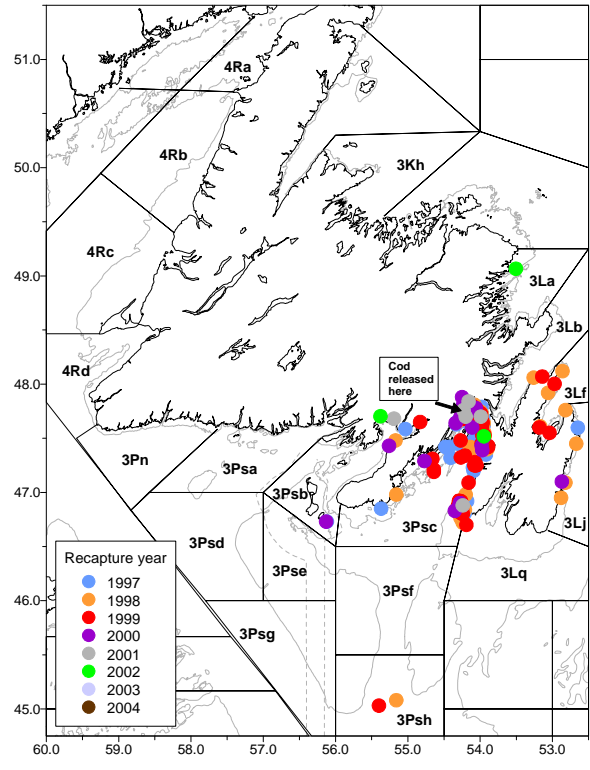 51.0
50.0
49.0
48.0
47.0
46.0
45.0
60.0 59.0 58.0 57.0 56.0 55.0 54.0 53.0
4Ra
4Rb
3Kh
4Rc
3La
3Lb
4Rd
3Lf
Cod
released
here
3Pn
3Psa
3Psb
3Psc
3Lj
3Psd
3Pse
3Psf
3Lq
3Psg
3Psh
Recapture year
1997
1998
1999
2000
2001
2002
2003
2004